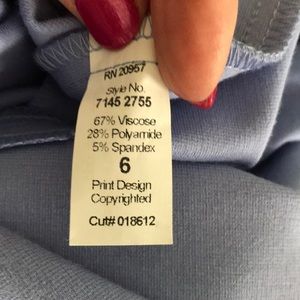 RN 20957
Style No.
7145 2755
67% Viscose
28% Polyamide
5% Spandex
6
Print Design
Copyrighted
Cut# 018612